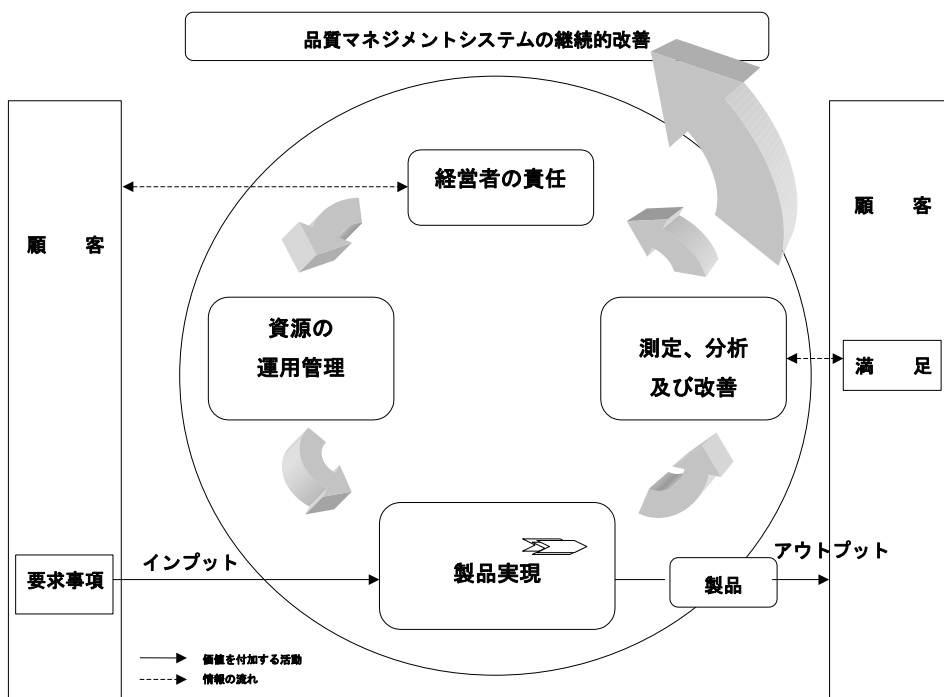 品質マネジメントシステムの継続的改善
経営者の責任
顧　客
顧　客
資源の
運用管理
測定、分析
及び改善
満　足
アウトプット
インプット
要求事項
製品実現
製品
価値を付加する活動
情報の流れ